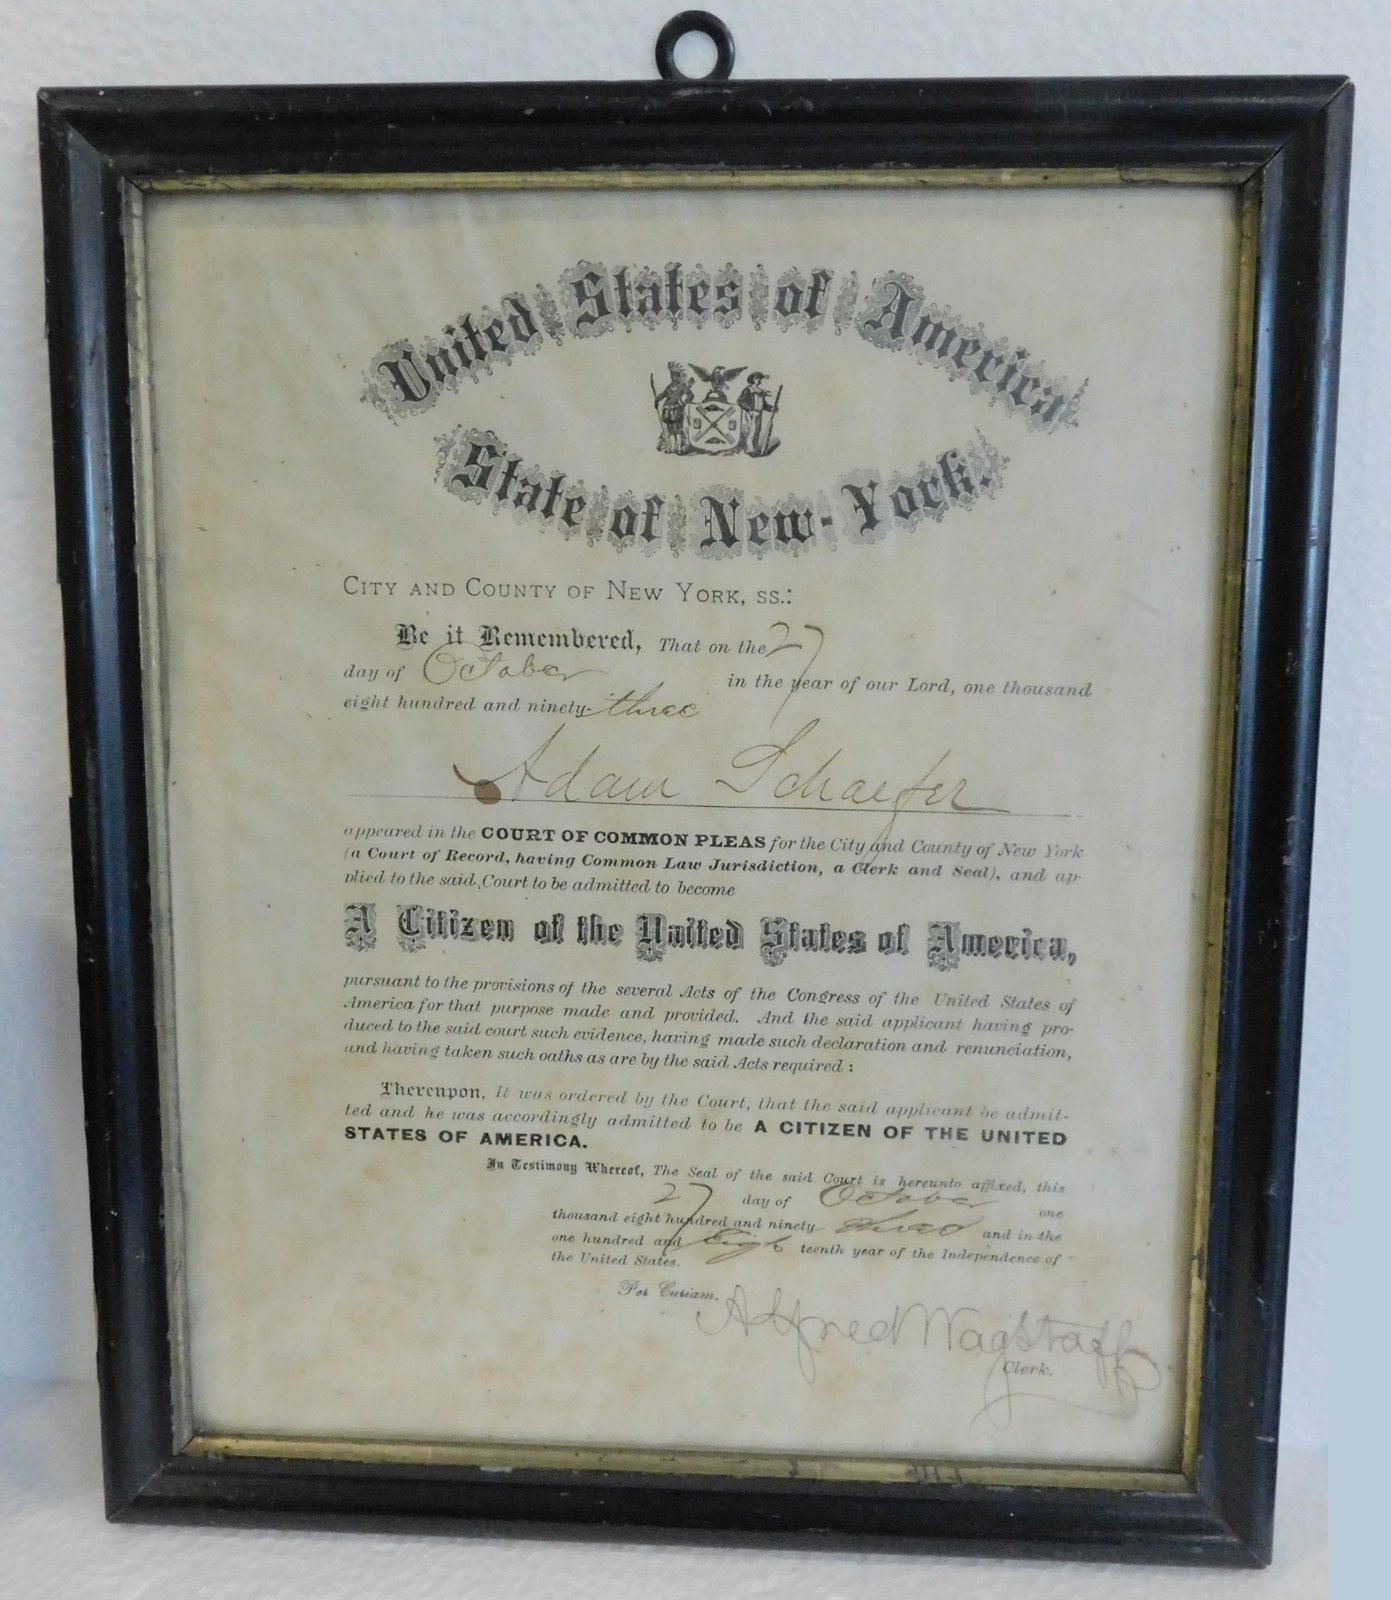 United States of America
State of New-York.
CITY AND COUNTY OF NEW YORK, SS.:
Be it Remembered, That on the 27
day of October in the year of our Lord, one thousand
eight hundred and ninety-three
Adam Schaefer
appeared in the COURT OF COMMON PLEAS for the City and County of New York
(a Court of Record, having Common Law Jurisdiction, a Clerk and Seal), and ap-
plied to the said Court to be admitted to become
A Citizen of the United States of America,
pursuant to the provisions of the several Acts of the Congress of the United States of
America for that purpose made and provided. And the said applicant having pro-
duced to the said court such evidence, having made such declaration and renunciation,
and having taken such oaths as are by the said Acts required:
Thereupon, It was ordered by the Court, that the said applicant be admit-
ted and he was accordingly admitted to be A CITIZEN OF THE UNITED
STATES OF AMERICA.
In Testimony Whereof, The Seal of the said Court is hereunto affixed, this
27 day of October one
thousand eight hundred and ninety three and in the
one hundred and Eigh teenth year of the Independence of
the United States.
Per Curiam.
Alfred Wagstaff
Clerk.